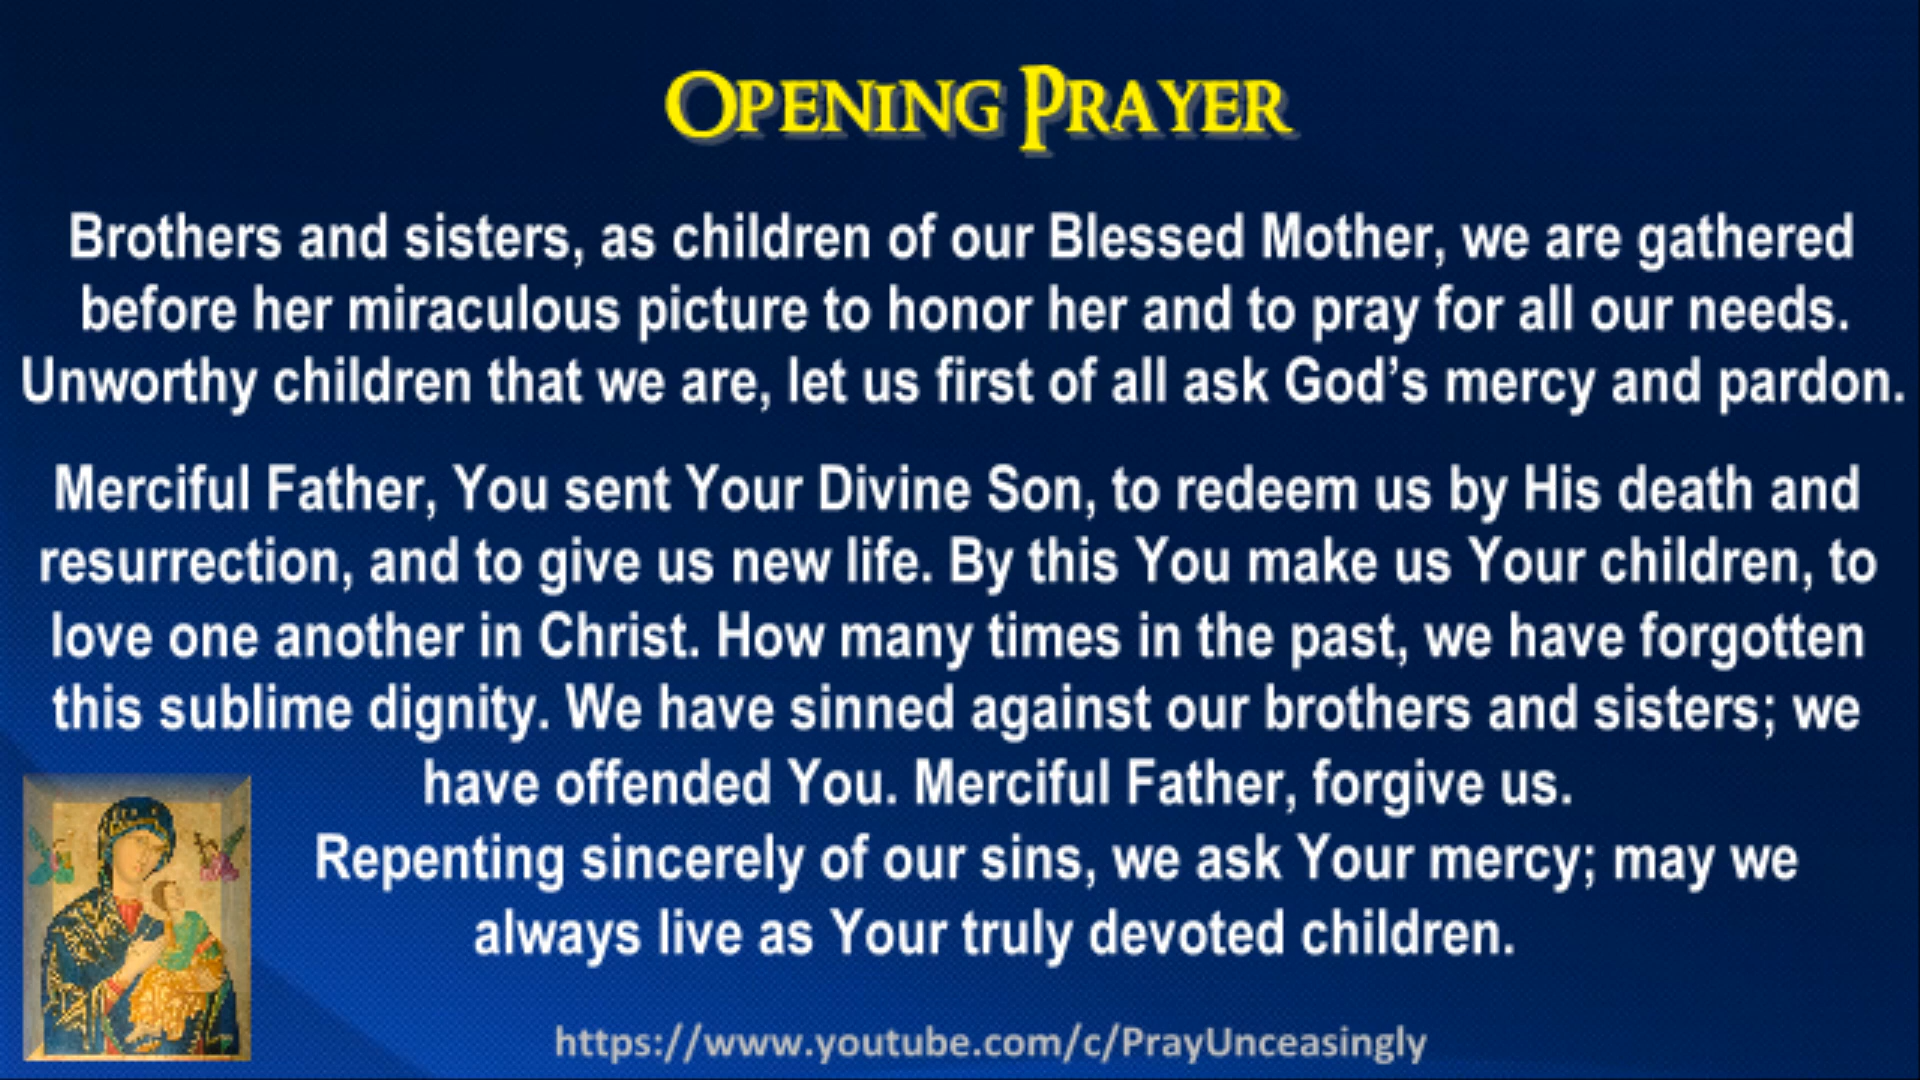 OPENING PRAYER
Brothers and sisters, as children of our Blessed Mother, we are gathered
before her miraculous picture to honor her and to pray for all our needs.
Unworthy children that we are, let us first of all ask God’s mercy and pardon.
Merciful Father, You sent Your Divine Son, to redeem us by His death and
resurrection, and to give us new life. By this You make us Your children, to
love one another in Christ. How many times in the past, we have forgotten
this sublime dignity. We have sinned against our brothers and sisters; we
have offended You. Merciful Father, forgive us.
Repenting sincerely of our sins, we ask Your mercy; may we
always live as Your truly devoted children.
https://www.youtube.com/c/PrayUnceasingly